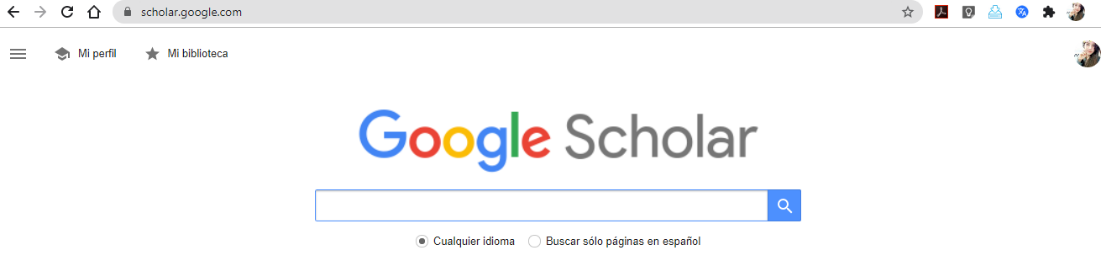 scholar.google.com
Mi perfil Mi biblioteca
Google Scholar
Cualquier idioma Buscar sólo páginas en español